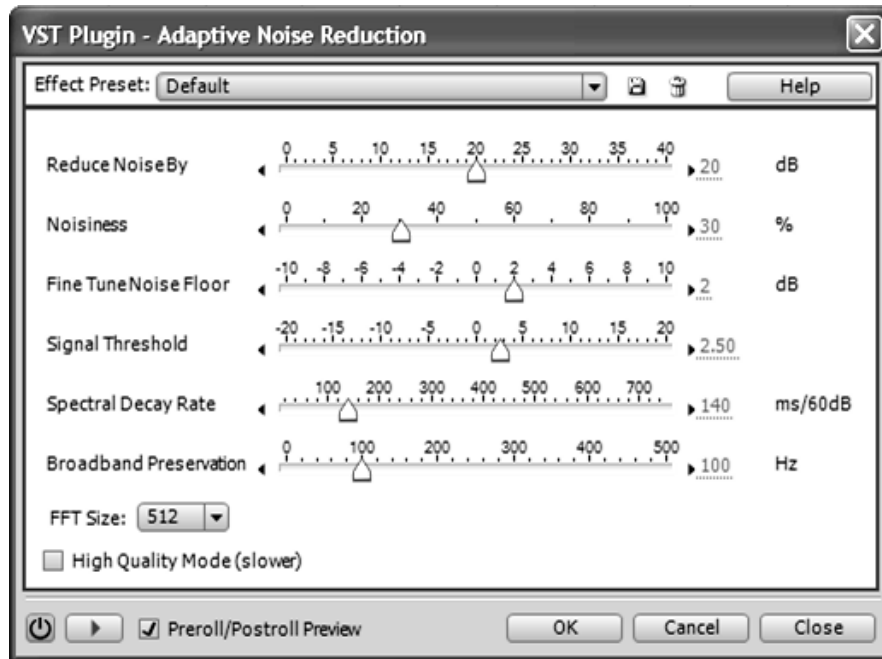 VST Plugin - Adaptive Noise Reduction
Effect Preset: Default Help
0 5 10 15 20 25 30 35 40
Reduce Noise By 20 dB
0 20 40 60 80 100
Noisiness 30 %
-10 -8 -6 -4 -2 0 2 4 6 8 10
Fine Tune Noise Floor 2 dB
-20 -15 -10 -5 0 5 10 15 20
Signal Threshold 2.50
100 200 300 400 500 600 700
Spectral Decay Rate 140 ms/60dB
0 100 200 300 400 500
Broadband Preservation 100 Hz
FFT Size: 512
High Quality Mode (slower)
Preroll/Postroll Preview OK Cancel Close